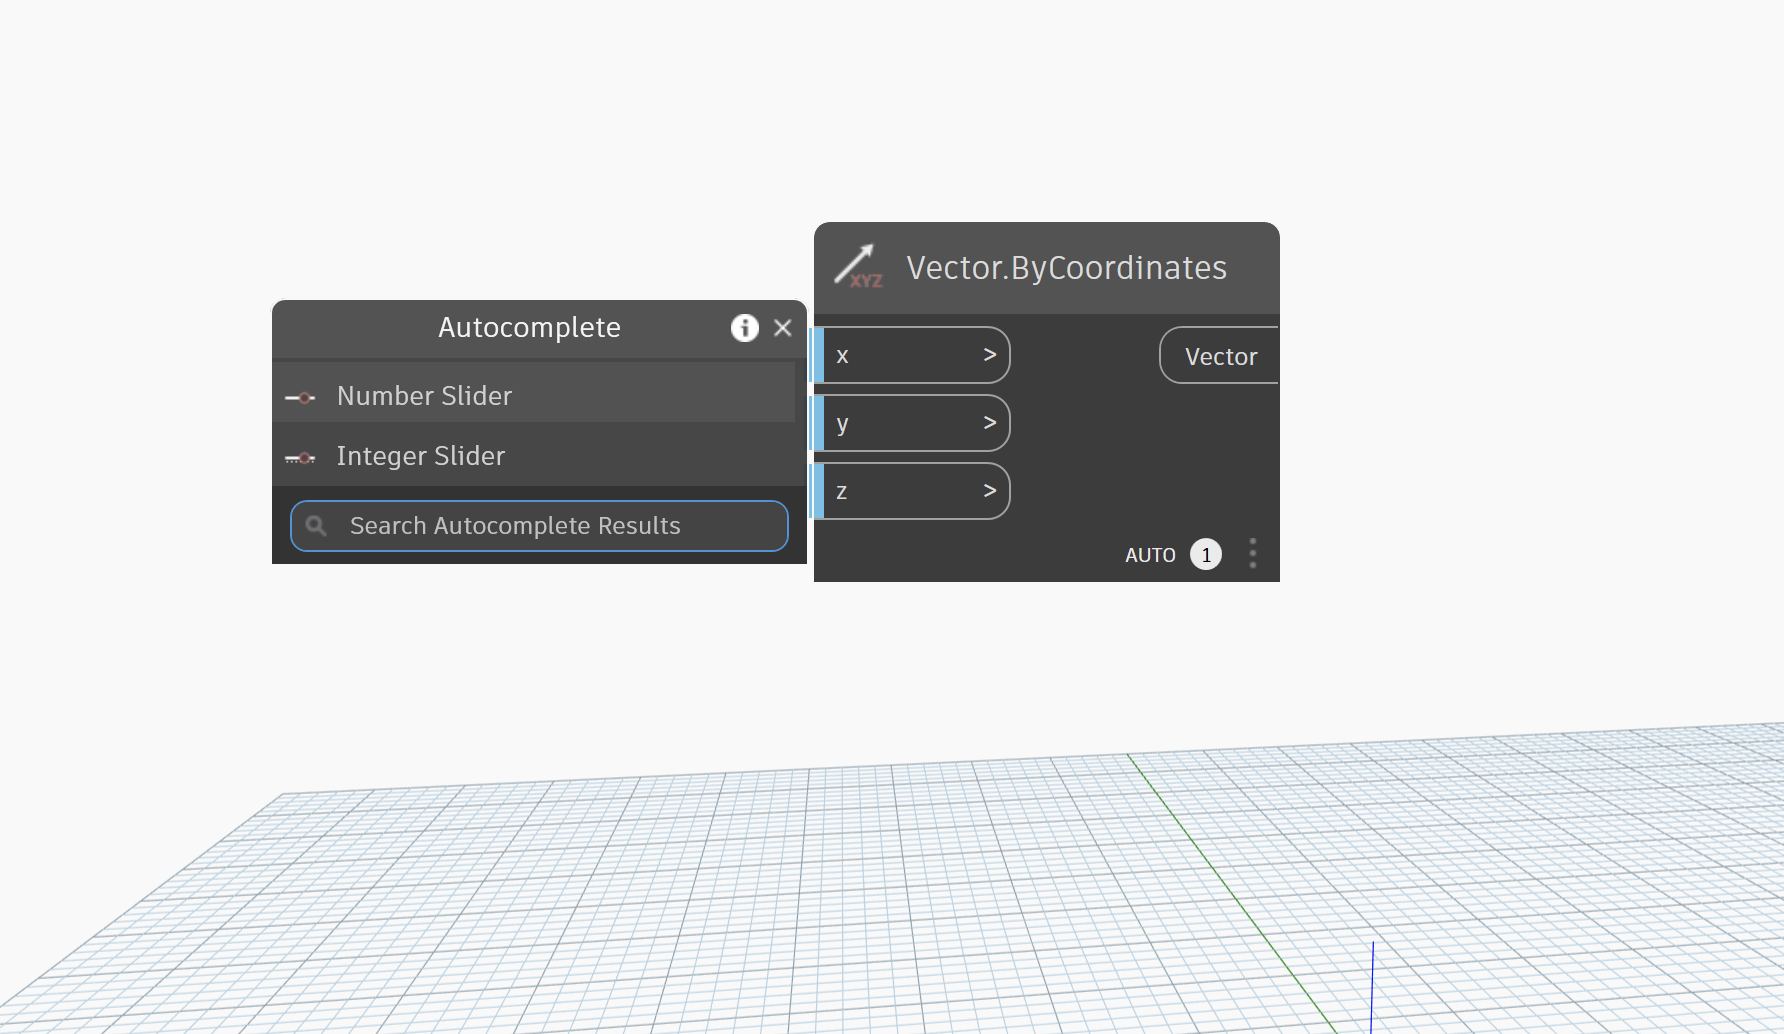 XYZ
Vector.ByCoordinates
Autocomplete
Number Slider
Integer Slider
Search Autocomplete Results
x >
y >
z >
Vector
AUTO 1